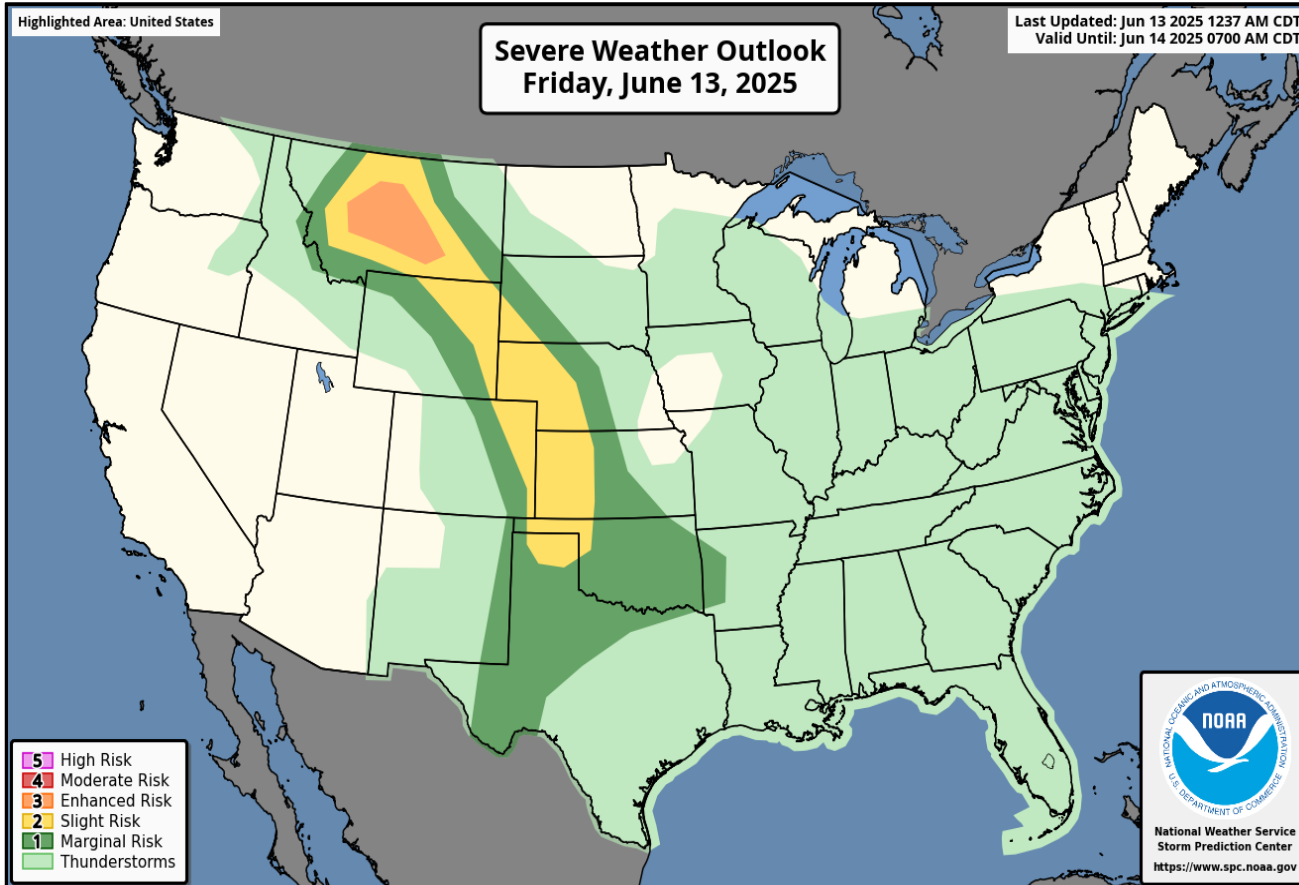 Highlighted Area: United States
Severe Weather Outlook
Friday, June 13, 2025
Last Updated: Jun 13 2025 1237 AM CDT
Valid Until: Jun 14 2025 0700 AM CDT
5 High Risk
4 Moderate Risk
3 Enhanced Risk
2 Slight Risk
1 Marginal Risk
Thunderstorms
NATIONAL OCEANIC AND ATMOSPHERIC ADMINISTRATION
NOAA
U.S. DEPARTMENT OF COMMERCE
National Weather Service
Storm Prediction Center
https://www.spc.noaa.gov